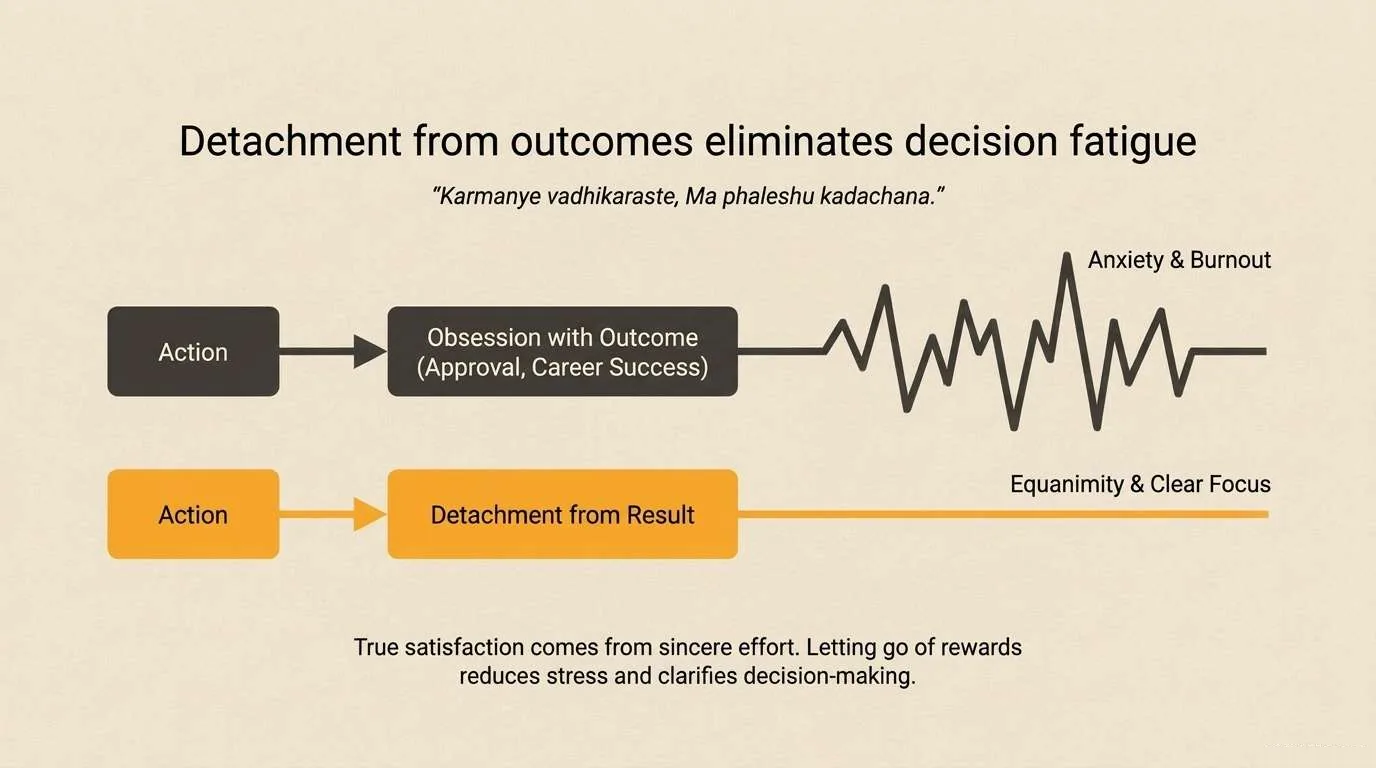 Detachment from outcomes eliminates decision fatigue
“Karmanye vadhikaraste, Ma phaleshu kadachana.”
Anxiety & Burnout
Action
Obsession with Outcome
(Approval, Career Success)
Equanimity & Clear Focus
Action
Detachment from Result
True satisfaction comes from sincere effort. Letting go of rewards
reduces stress and clarifies decision-making.